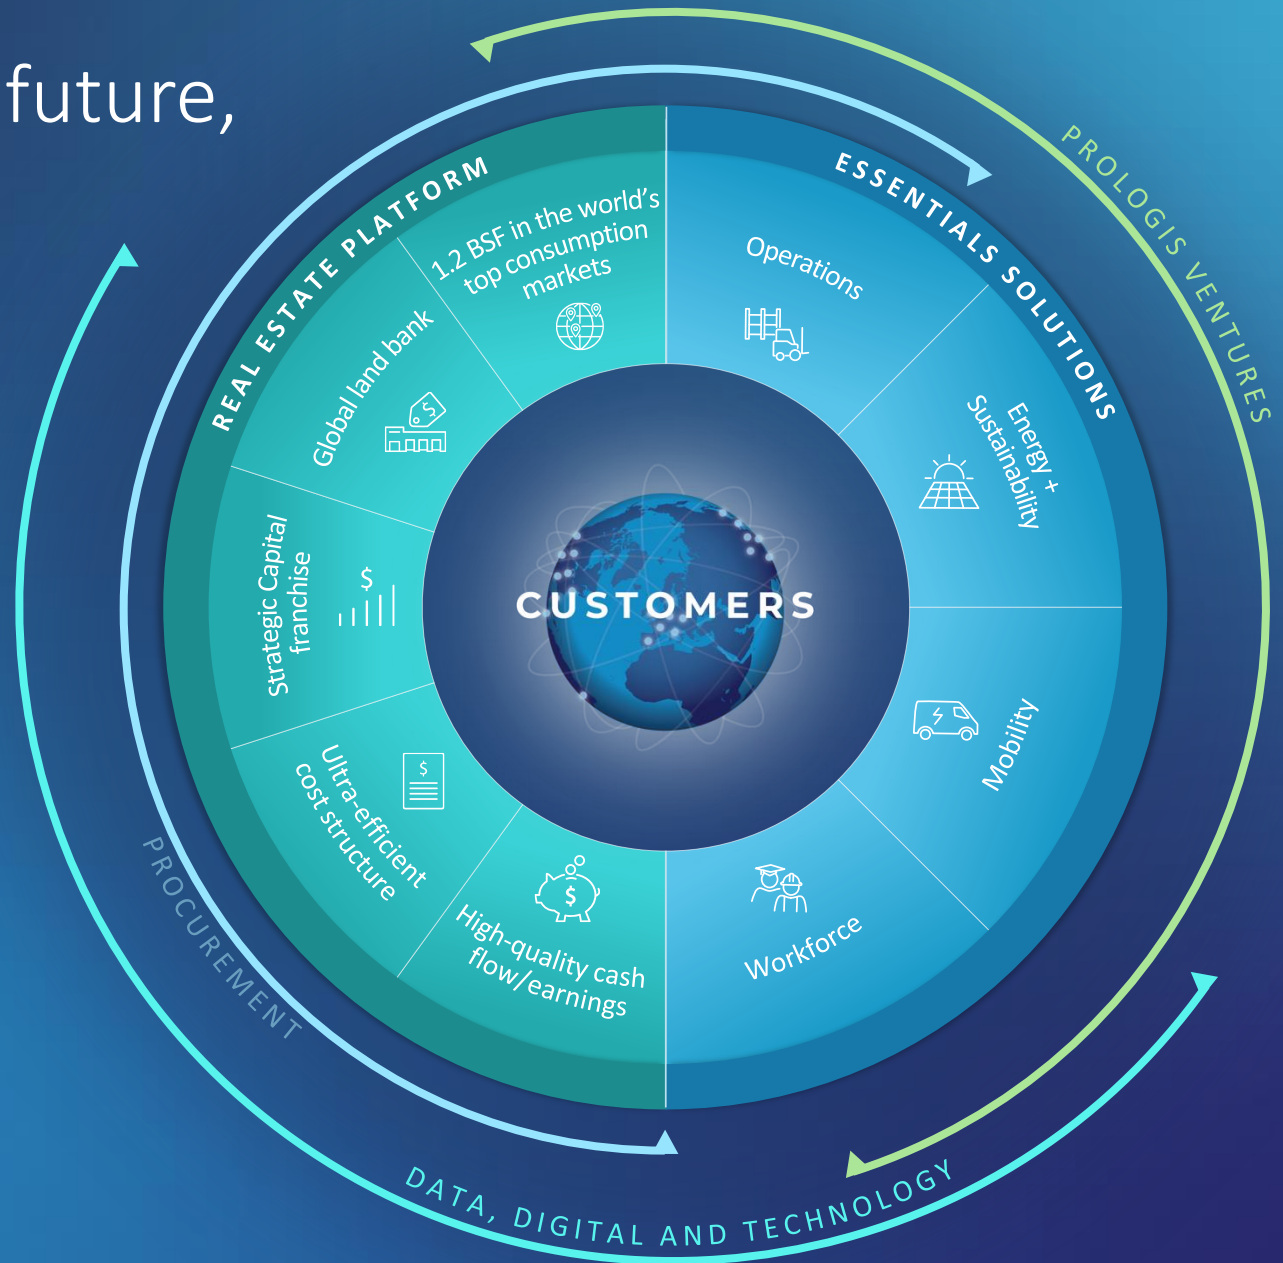 future,
PROLOGIS VENTURES
REAL ESTATE PLATFORM
ESSENTIALS SOLUTIONS
1.2 BSF in the world's
top consumption
markets
Operations
Global land bank
$
Energy +
Sustainability
Strategic Capital
franchise
$
CUSTOMERS
Mobility
Ultra-efficient
cost structure
$
High-quality cash
flow/earnings
$
Workforce
PROCUREMENT
DATA, DIGITAL AND TECHNOLOGY